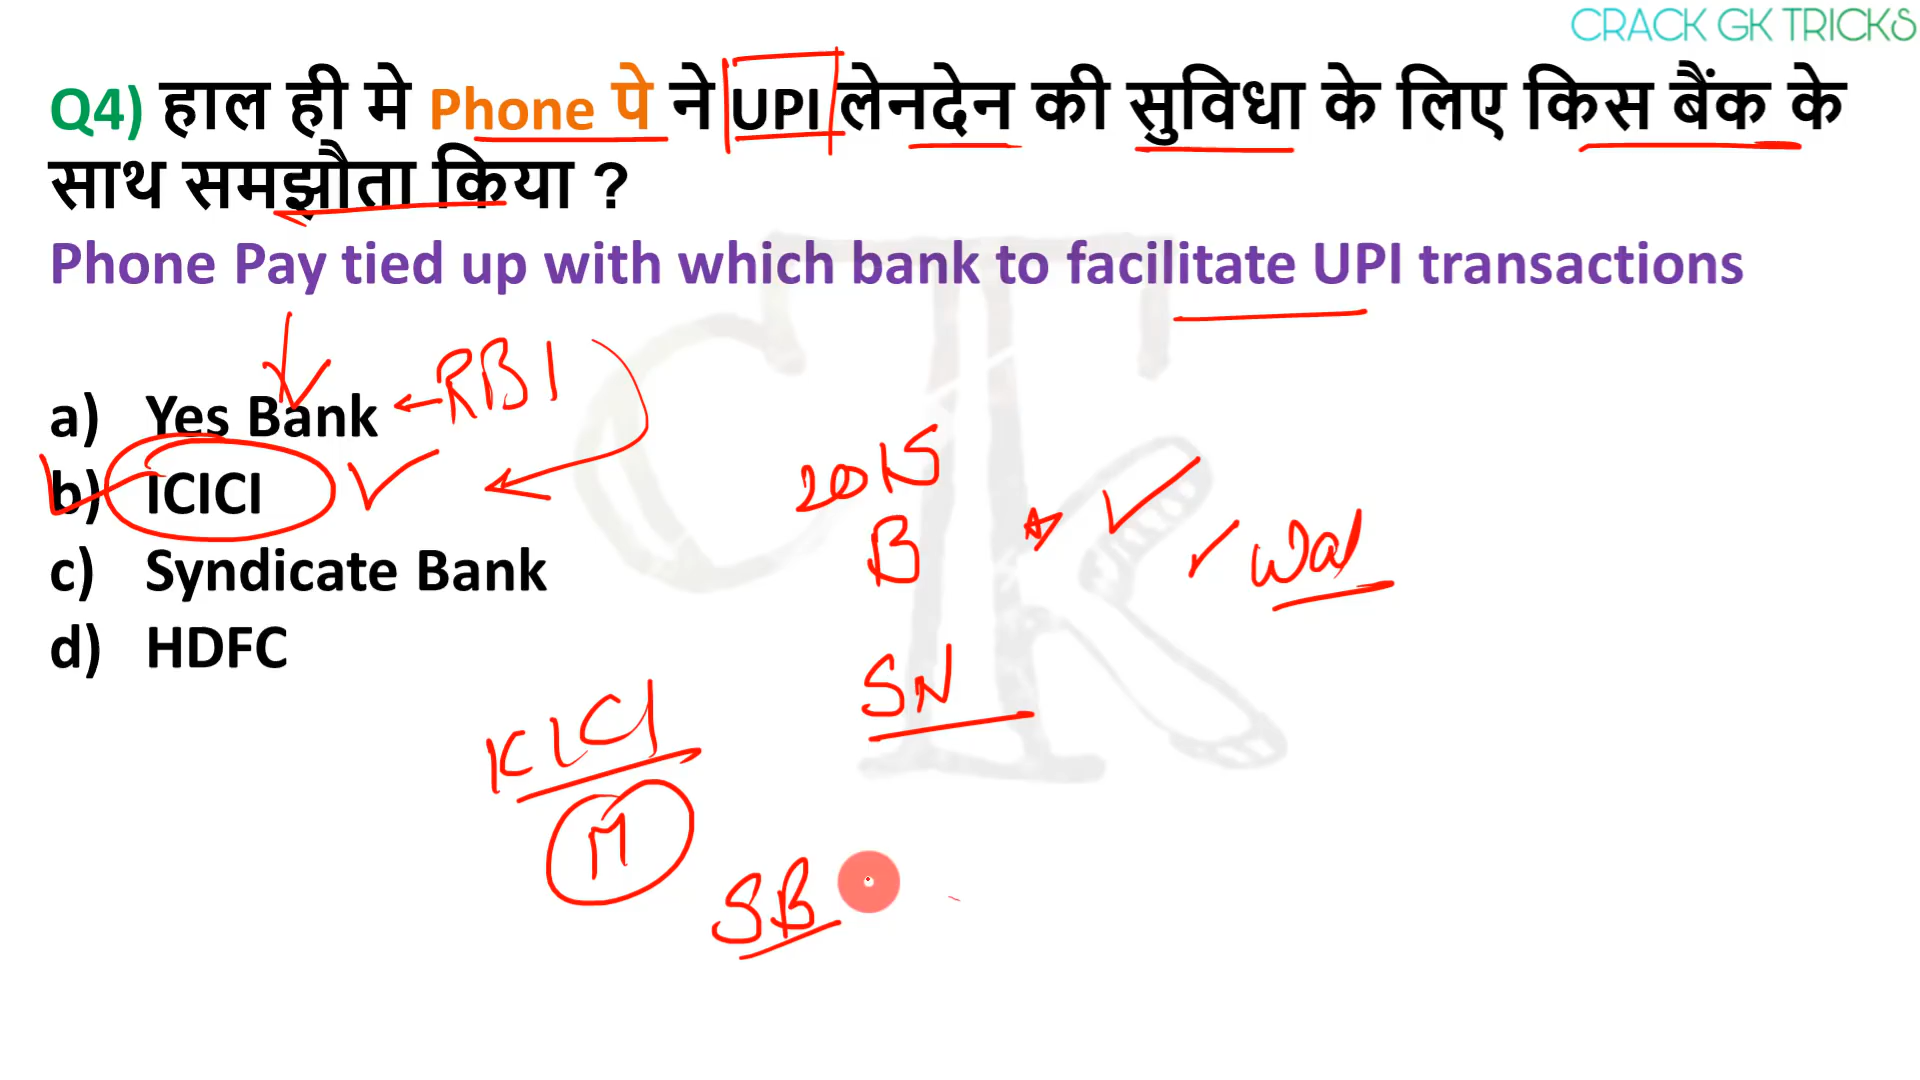 CRACK GK TRICKS
Q4) हाल ही मे Phone पे ने UPI लेनदेन की सुविधा के लिए किस बैंक के
साथ समझौता किया ?
Phone Pay tied up with which bank to facilitate UPI transactions
a) Yes Bank ←RBI
b) ICICI
c) Syndicate Bank
d) HDFC
2015
B
Wal
SN
ICICI
M
SB